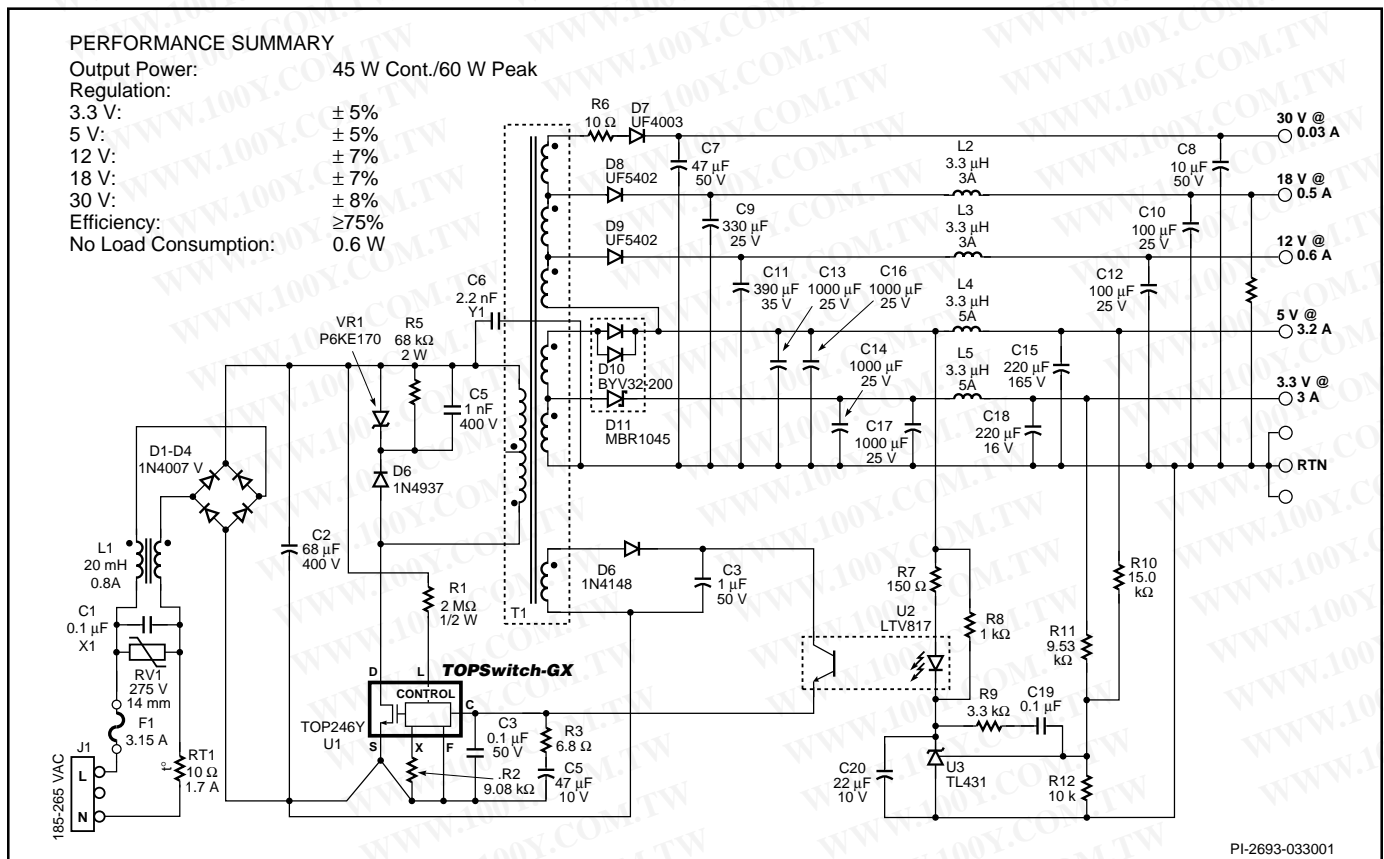 PERFORMANCE SUMMARY
Output Power: 45 W Cont./60 W Peak
Regulation:
3.3 V: ± 5%
5 V: ± 5%
12 V: ± 7%
18 V: ± 7%
30 V: ± 8%
Efficiency: ≥75%
No Load Consumption: 0.6 W
R6
10 Ω
D7
UF4003
C7
47 µF
50 V
L2
3.3 µH
3A
C8
10 µF
50 V
30 V @
0.03 A
D8
UF5402
18 V @
0.5 A
C9
330 µF
25 V
L3
3.3 µH
3A
C10
100 µF
25 V
D9
UF5402
12 V @
0.6 A
C11
390 µF
35 V
C13
1000 µF
25 V
C16
1000 µF
25 V
L4
3.3 µH
5A
C12
100 µF
25 V
5 V @
3.2 A
C6
2.2 nF
Y1
VR1
P6KE170
R5
68 kΩ
2 W
C5
1 nF
400 V
D10
BYV32-200
C14
1000 µF
25 V
L5
3.3 µH
5A
C15
220 µF
165 V
3.3 V @
3 A
D11
MBR1045
C17
1000 µF
25 V
C18
220 µF
16 V
RTN
D1-D4
1N4007 V
D6
1N4937
C2
68 µF
400 V
L1
20 mH
0.8A
C1
0.1 µF
X1
RV1
275 V
14 mm
F1
3.15 A
J1
L
N
185-265 VAC
RT1
10 Ω
1.7 A
t°
R1
2 MΩ
1/2 W
T1
D6
1N4148
C3
1 µF
50 V
R7
150 Ω
U2
LTV817
R8
1 kΩ
R10
15.0
kΩ
R11
9.53
kΩ
R9
3.3 kΩ
C19
0.1 µF
TOPSwitch-GX
D
L
CONTROL
C
S
X
F
TOP246Y
U1
.R2
9.08 kΩ
C3
0.1 µF
50 V
R3
6.8 Ω
C5
47 µF
10 V
C20
22 µF
10 V
U3
TL431
R12
10 k
PI-2693-033001
WWW.100Y.COM.TW